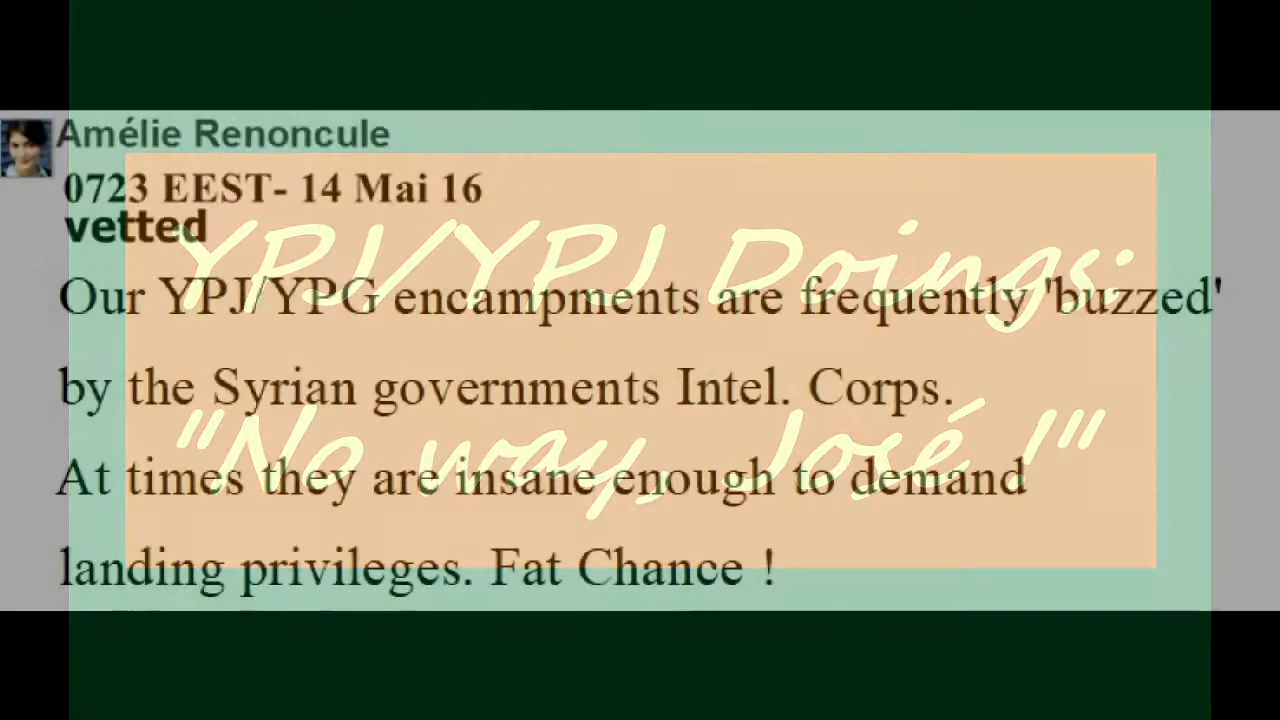 Amélie Renoncule
0723 EEST- 14 Mai 16
vetted
YPJ/YPJ Doings:
Our YPJ/YPG encampments are frequently 'buzzed'
by the Syrian governments Intel. Corps.
"No way, José !"
At times they are insane enough to demand
landing privileges. Fat Chance !